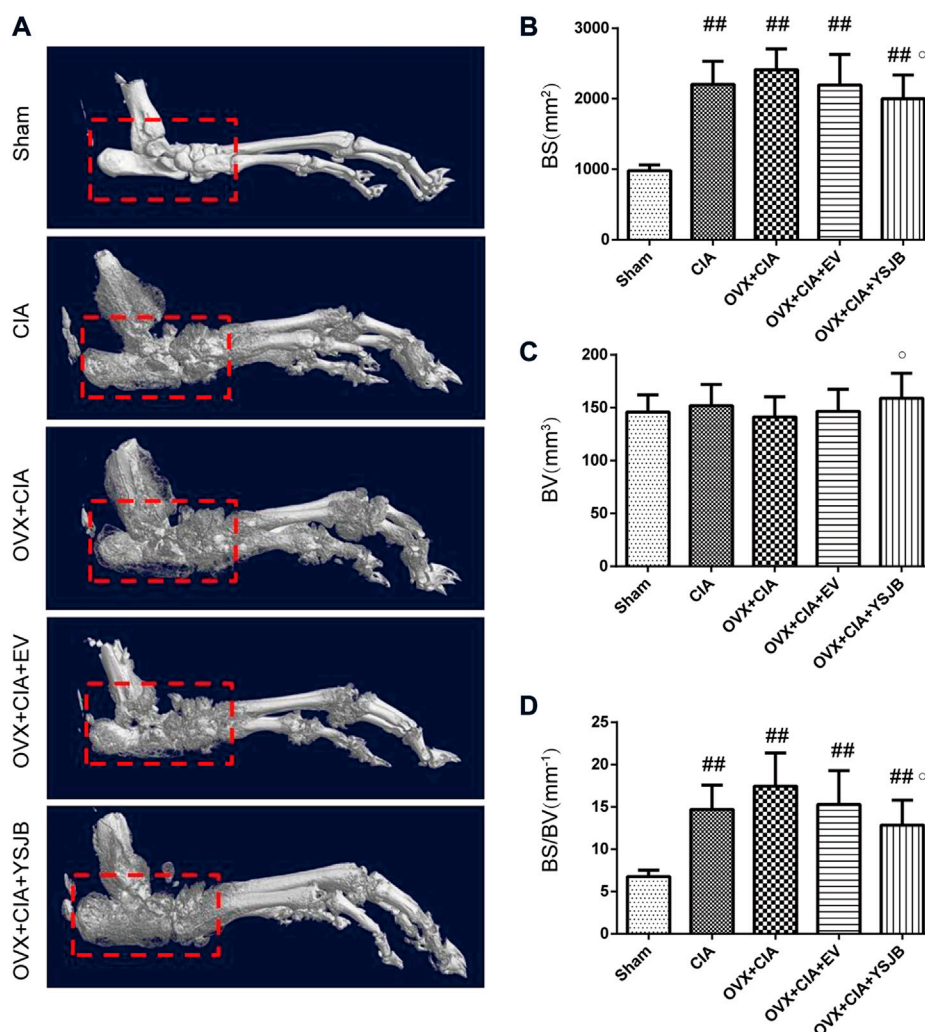 A
Sham
CIA
OVX+CIA
OVX+CIA+EV
OVX+CIA+YSJB
B
BS(mm²)
3000
2000
1000
0
##
##
##
## ○
Sham
CIA
OVX+CIA
OVX+CIA+EV
OVX+CIA+YSJB
C
BV(mm³)
200
150
100
50
0
○
Sham
CIA
OVX+CIA
OVX+CIA+EV
OVX+CIA+YSJB
D
BS/BV(mm⁻¹)
25
20
15
10
5
0
##
##
##
## ○
Sham
CIA
OVX+CIA
OVX+CIA+EV
OVX+CIA+YSJB